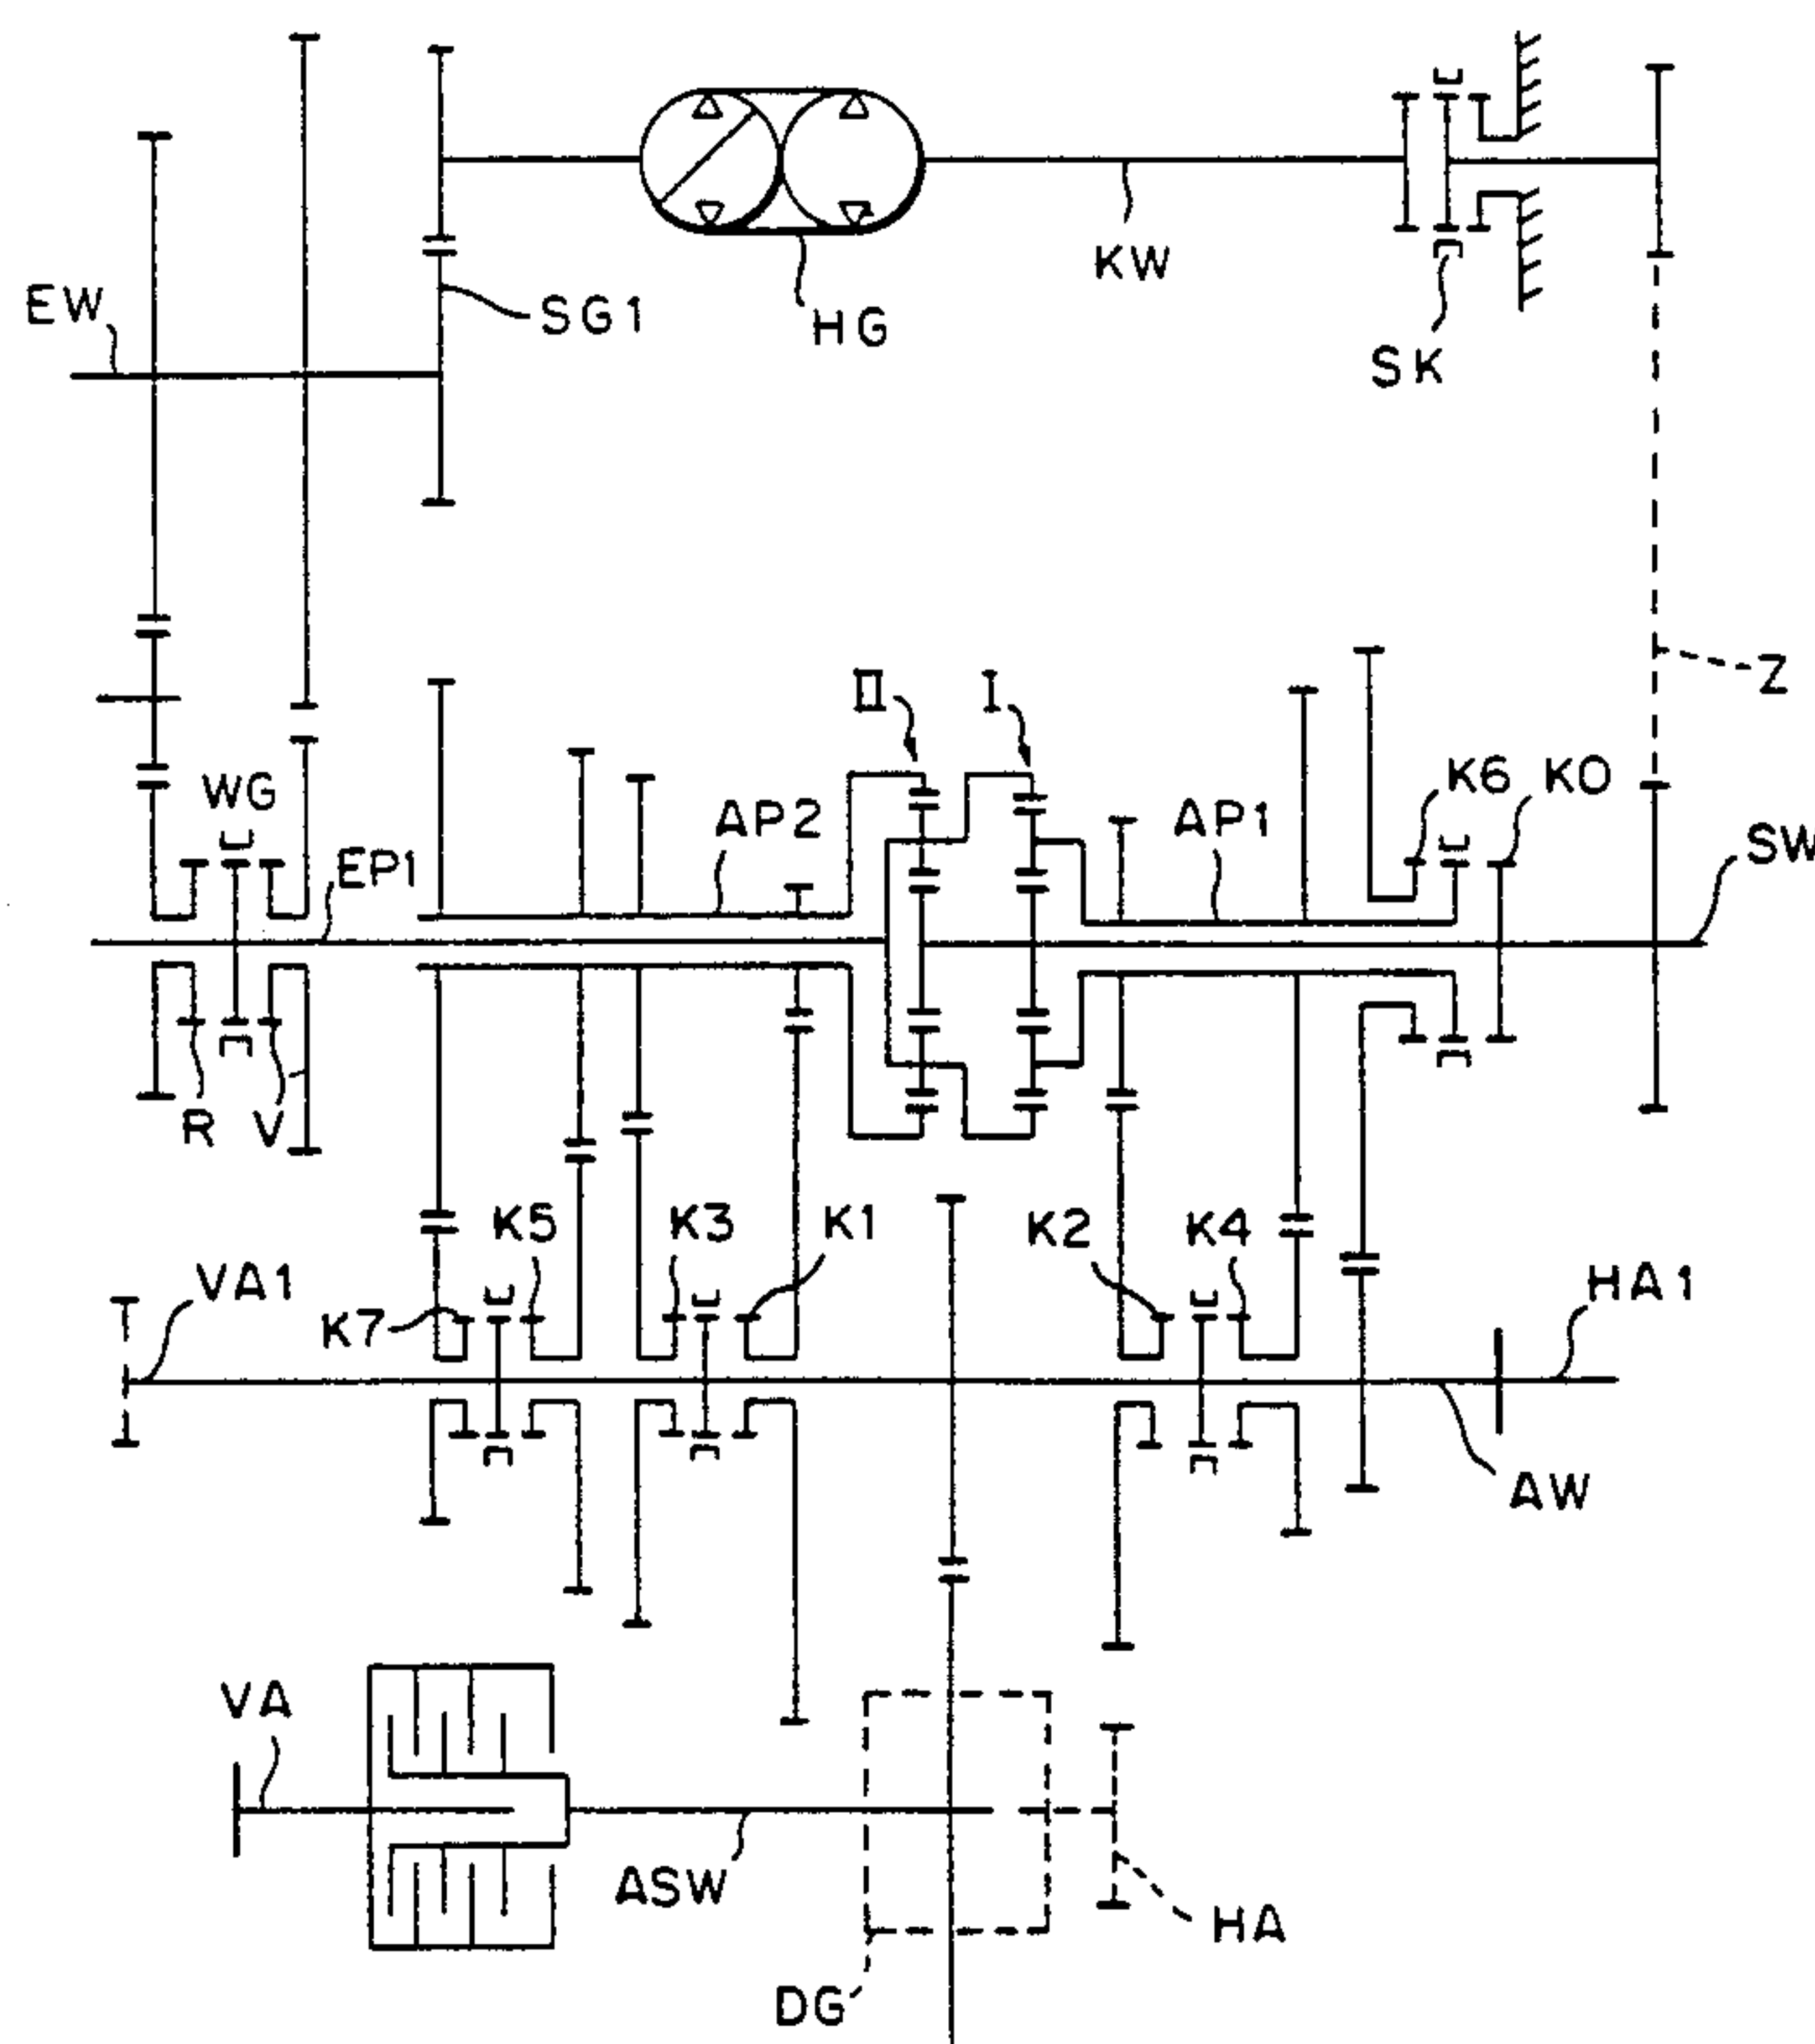 EW
SG1
HG
KW
SK
Z
II
I
WG
EP1
AP2
AP1
K6
K0
SW
R
V
K5
K3
K1
K2
K4
VA1
K7
HA1
AW
VA
ASW
HA
DG